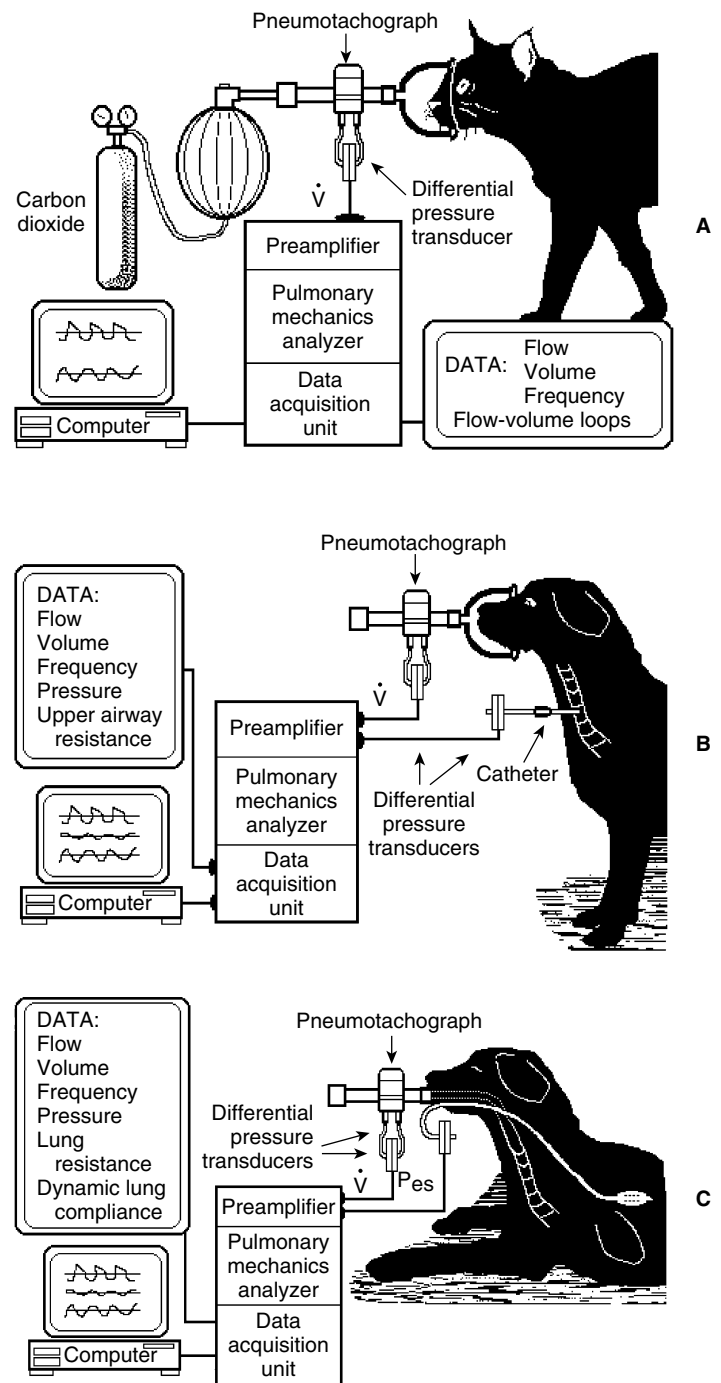 Pneumotachograph
Carbon
dioxide
V̇
Differential
pressure
transducer
A
Preamplifier
Pulmonary
mechanics
analyzer
Data
acquisition
unit
Computer
DATA:
Flow
Volume
Frequency
Flow-volume loops
Pneumotachograph
DATA:
Flow
Volume
Frequency
Pressure
Upper airway
resistance
V̇
Preamplifier
Pulmonary
mechanics
analyzer
Data
acquisition
unit
Differential
pressure
transducers
Catheter
B
Computer
DATA:
Flow
Volume
Frequency
Pressure
Lung
resistance
Dynamic lung
compliance
Pneumotachograph
Differential
pressure
transducers
V̇
Pes
C
Preamplifier
Pulmonary
mechanics
analyzer
Data
acquisition
unit
Computer